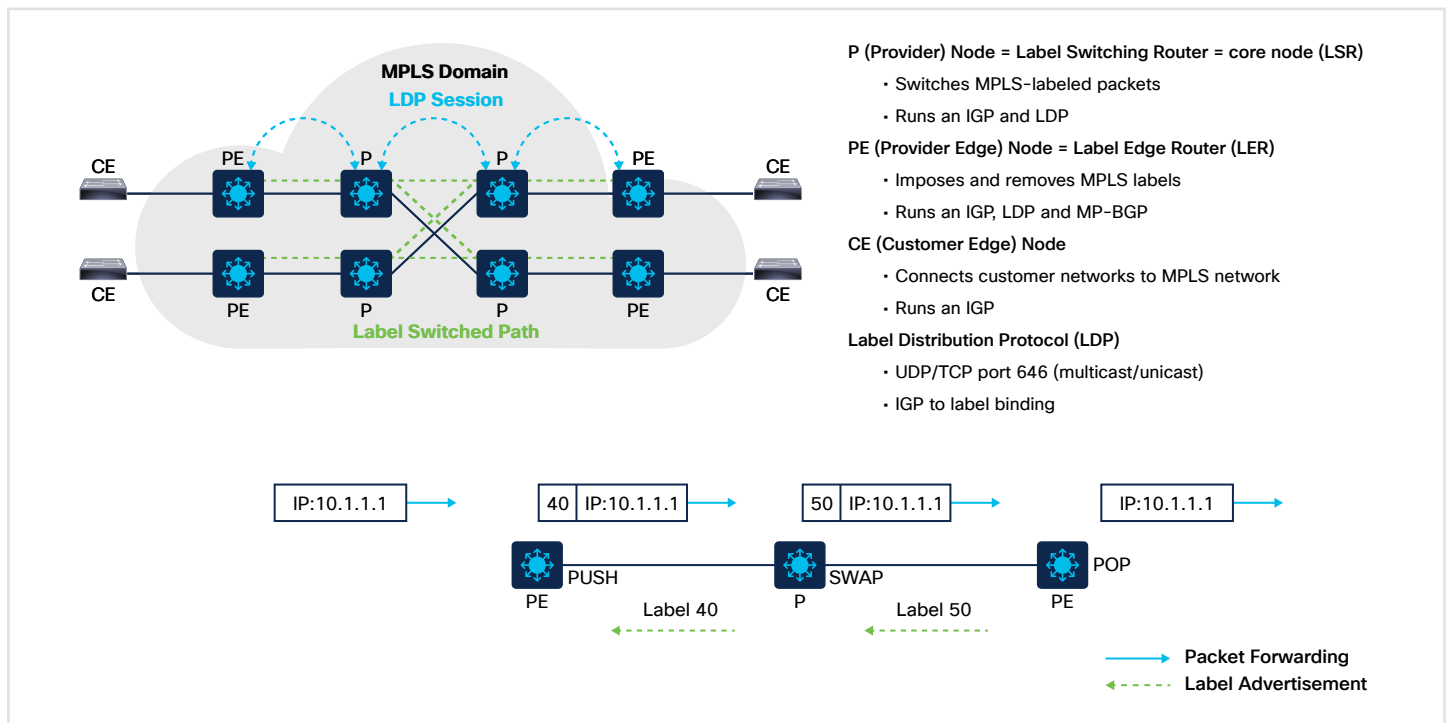 MPLS Domain
LDP Session
CE
PE
P
P
PE
CE
CE
PE
P
P
PE
CE
Label Switched Path
P (Provider) Node = Label Switching Router = core node (LSR)
· Switches MPLS-labeled packets
· Runs an IGP and LDP
PE (Provider Edge) Node = Label Edge Router (LER)
· Imposes and removes MPLS labels
· Runs an IGP, LDP and MP-BGP
CE (Customer Edge) Node
· Connects customer networks to MPLS network
· Runs an IGP
Label Distribution Protocol (LDP)
· UDP/TCP port 646 (multicast/unicast)
· IGP to label binding
IP:10.1.1.1
40 IP:10.1.1.1
50 IP:10.1.1.1
IP:10.1.1.1
PUSH
SWAP
POP
PE
P
PE
Label 40
Label 50
Packet Forwarding
Label Advertisement